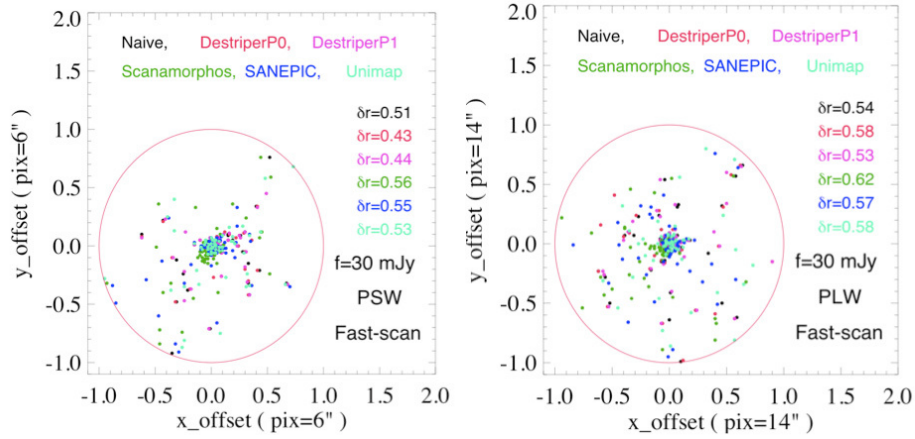 2.0
1.5
1.0
0.5
0.0
-0.5
-1.0
y_offset ( pix=6" )
Naive, DestriperP0, DestriperP1
Scanamorphos, SANEPIC, Unimap
δr=0.51
δr=0.43
δr=0.44
δr=0.56
δr=0.55
δr=0.53
f=30 mJy
PSW
Fast-scan
-1.0 -0.5 0.0 0.5 1.0 1.5 2.0
x_offset ( pix=6" )
2.0
1.5
1.0
0.5
0.0
-0.5
-1.0
y_offset ( pix=14" )
Naive, DestriperP0, DestriperP1
Scanamorphos, SANEPIC, Unimap
δr=0.54
δr=0.58
δr=0.53
δr=0.62
δr=0.57
δr=0.58
f=30 mJy
PLW
Fast-scan
-1.0 -0.5 0.0 0.5 1.0 1.5 2.0
x_offset ( pix=14" )